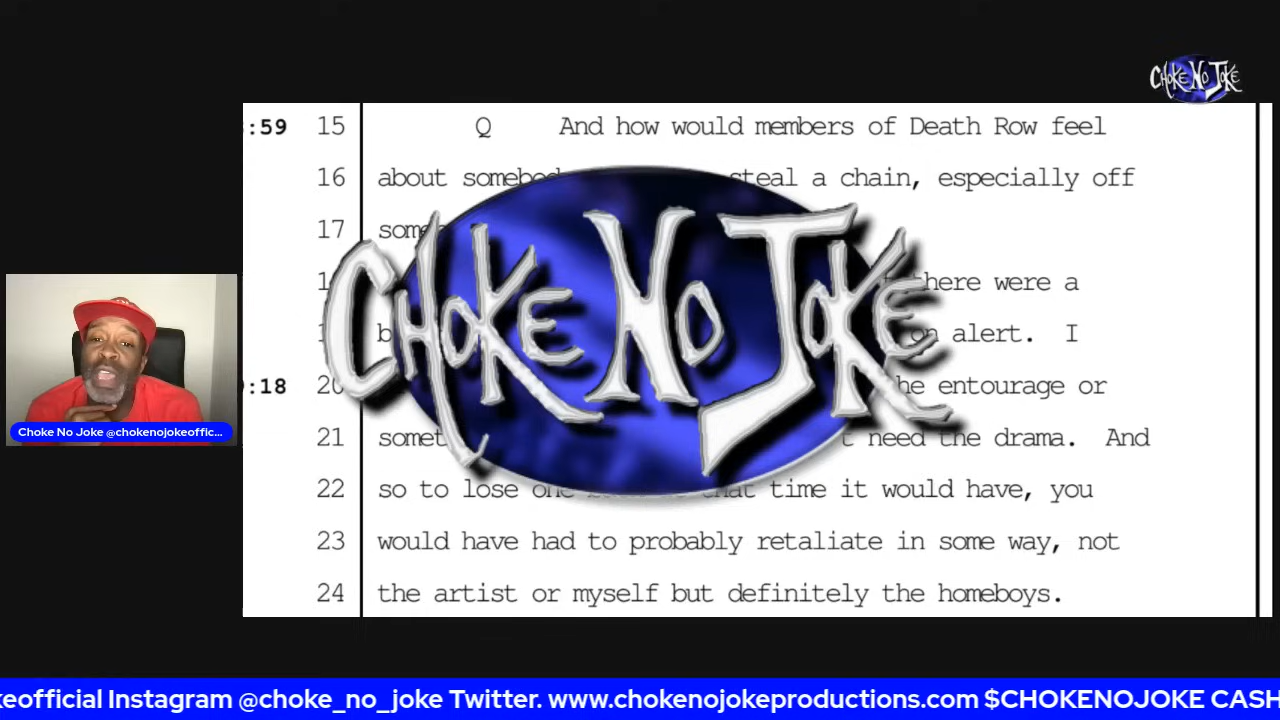 CHOKE NO JOKE
:59 15 Q And how would members of Death Row feel
16 about steal a chain, especially off
17
there were a
on alert. I
:18 20 the entourage or
21 need the drama. And
22 so to lose one that time it would have, you
23 would have had to probably retaliate in some way, not
24 the artist or myself but definitely the homeboys.
CHOKE NO JOKE
Choke No Joke @chokenojokeoffic...
keofficial Instagram @choke_no_joke Twitter. www.chokenojokeproductions.com $CHOKENOJOKE CASH